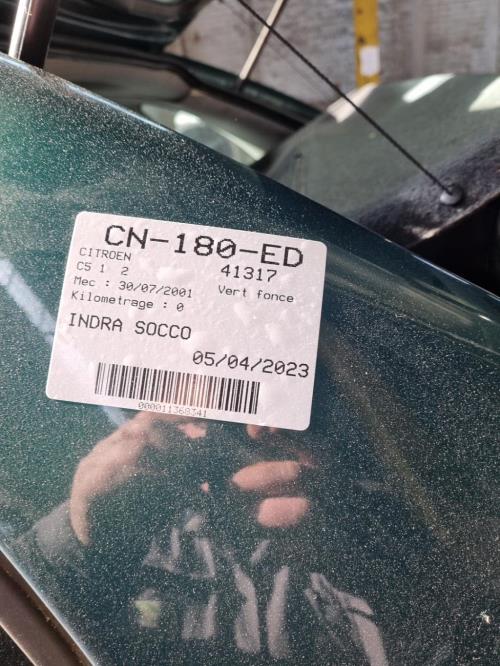 CN-180-ED
CITROEN 41317
C5 1 2
Mec : 30/07/2001 Vert fonce
Kilometrage : 0
INDRA SOCCO
05/04/2023
000011368341